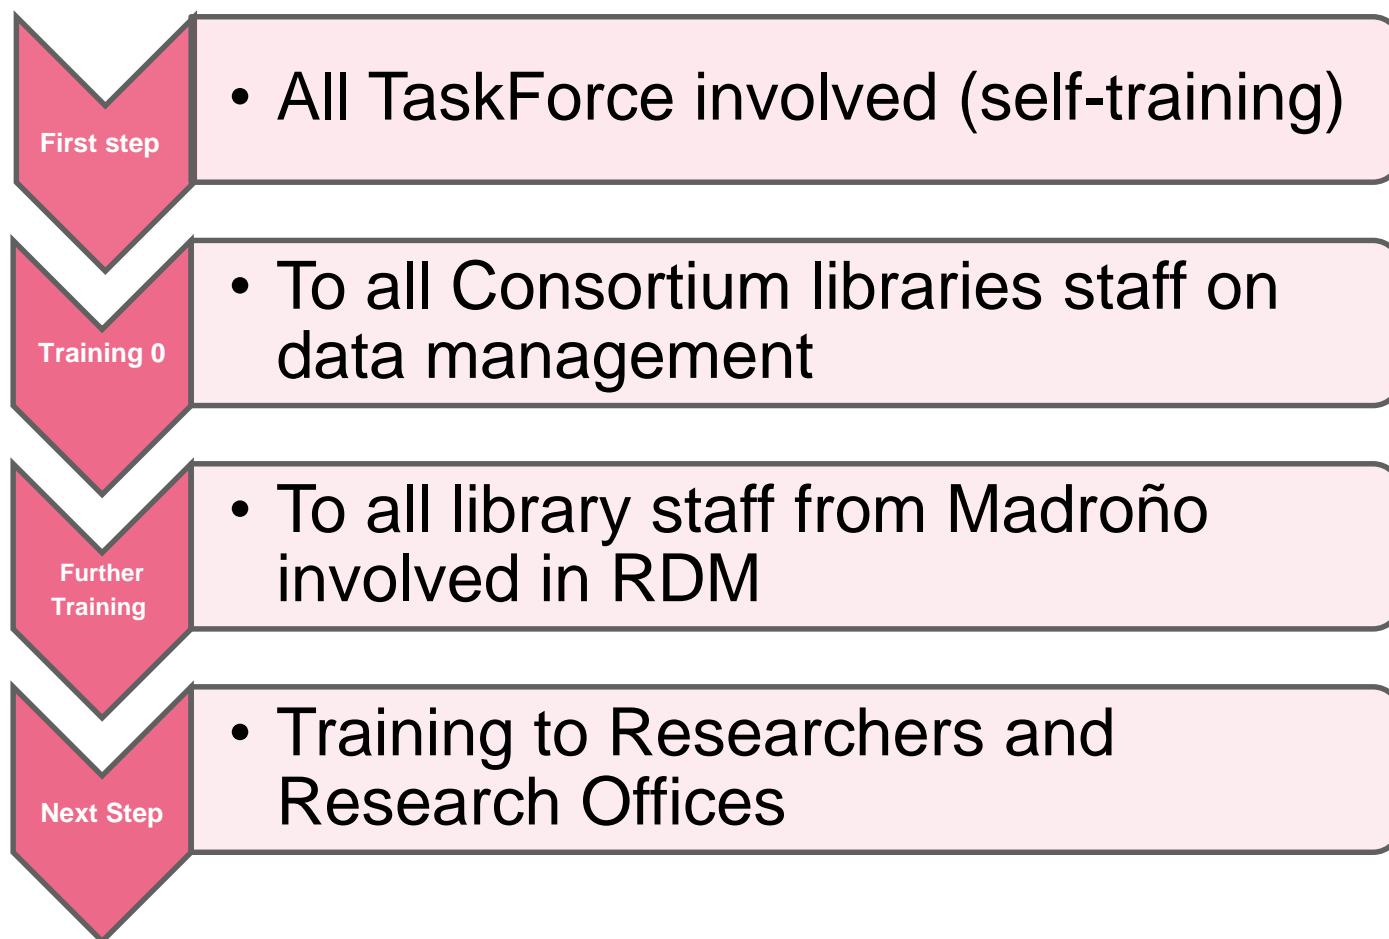 First step
• All TaskForce involved (self-training)
Training 0
• To all Consortium libraries staff on
data management
Further
Training
• To all library staff from Madroño
involved in RDM
Next Step
• Training to Researchers and
Research Offices